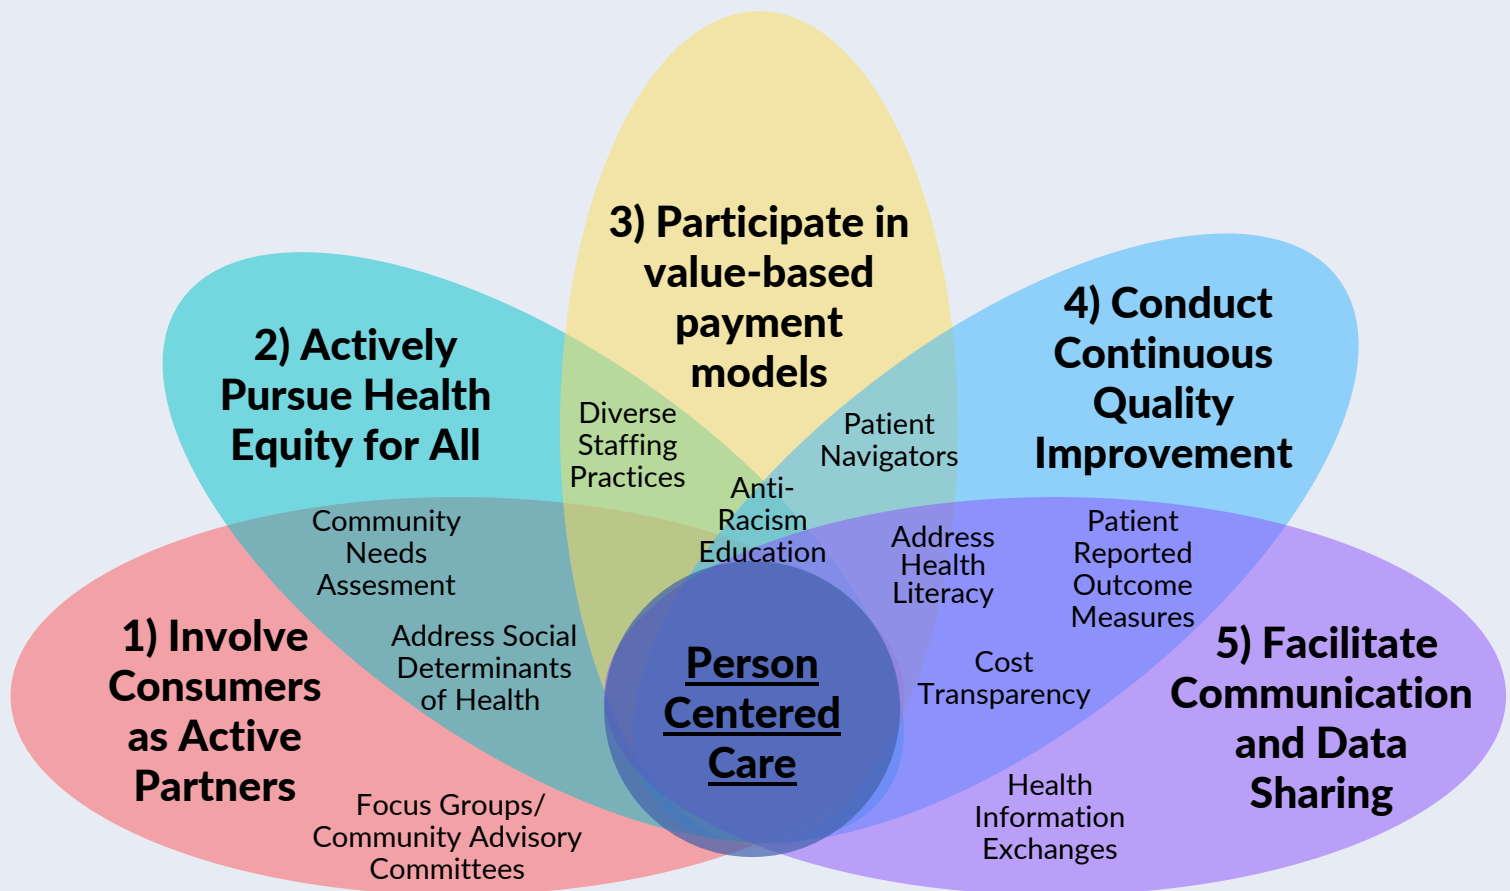 3) Participate in
value-based
payment
models
4) Conduct
Continuous
Quality
Improvement
2) Actively
Pursue Health
Equity for All
Diverse
Staffing
Practices
Patient
Navigators
Anti-
Racism
Education
Community
Needs
Assesment
Address
Health
Literacy
Patient
Reported
Outcome
Measures
1) Involve
Consumers
as Active
Partners
Address Social
Determinants
of Health
Person
Centered
Care
Cost
Transparency
5) Facilitate
Communication
and Data
Sharing
Focus Groups/
Community Advisory
Committees
Health
Information
Exchanges